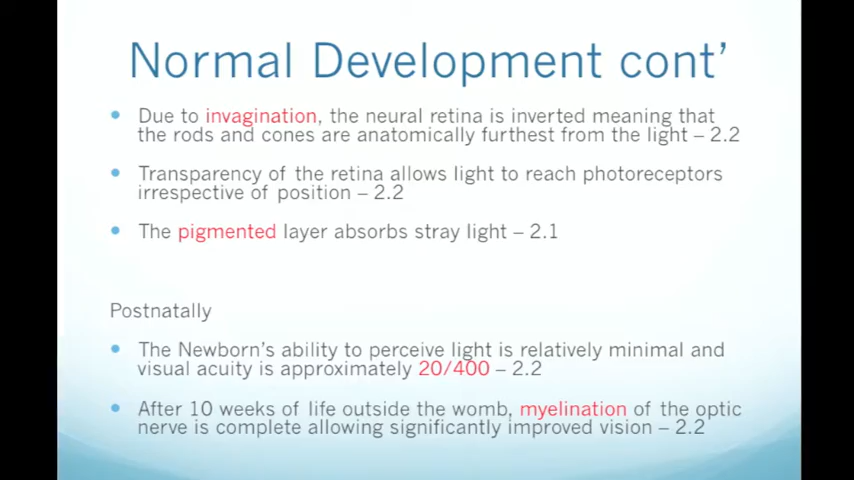 Normal Development cont’
• Due to invagination, the neural retina is inverted meaning that
the rods and cones are anatomically furthest from the light – 2.2
• Transparency of the retina allows light to reach photoreceptors
irrespective of position – 2.2
• The pigmented layer absorbs stray light – 2.1
Postnatally
• The Newborn’s ability to perceive light is relatively minimal and
visual acuity is approximately 20/400 – 2.2
• After 10 weeks of life outside the womb, myelination of the optic
nerve is complete allowing significantly improved vision – 2.2